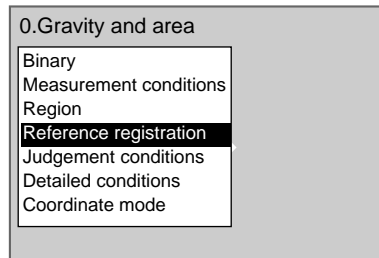 0.Gravity and area
Binary
Measurement conditions
Region
Reference registration
Judgement conditions
Detailed conditions
Coordinate mode